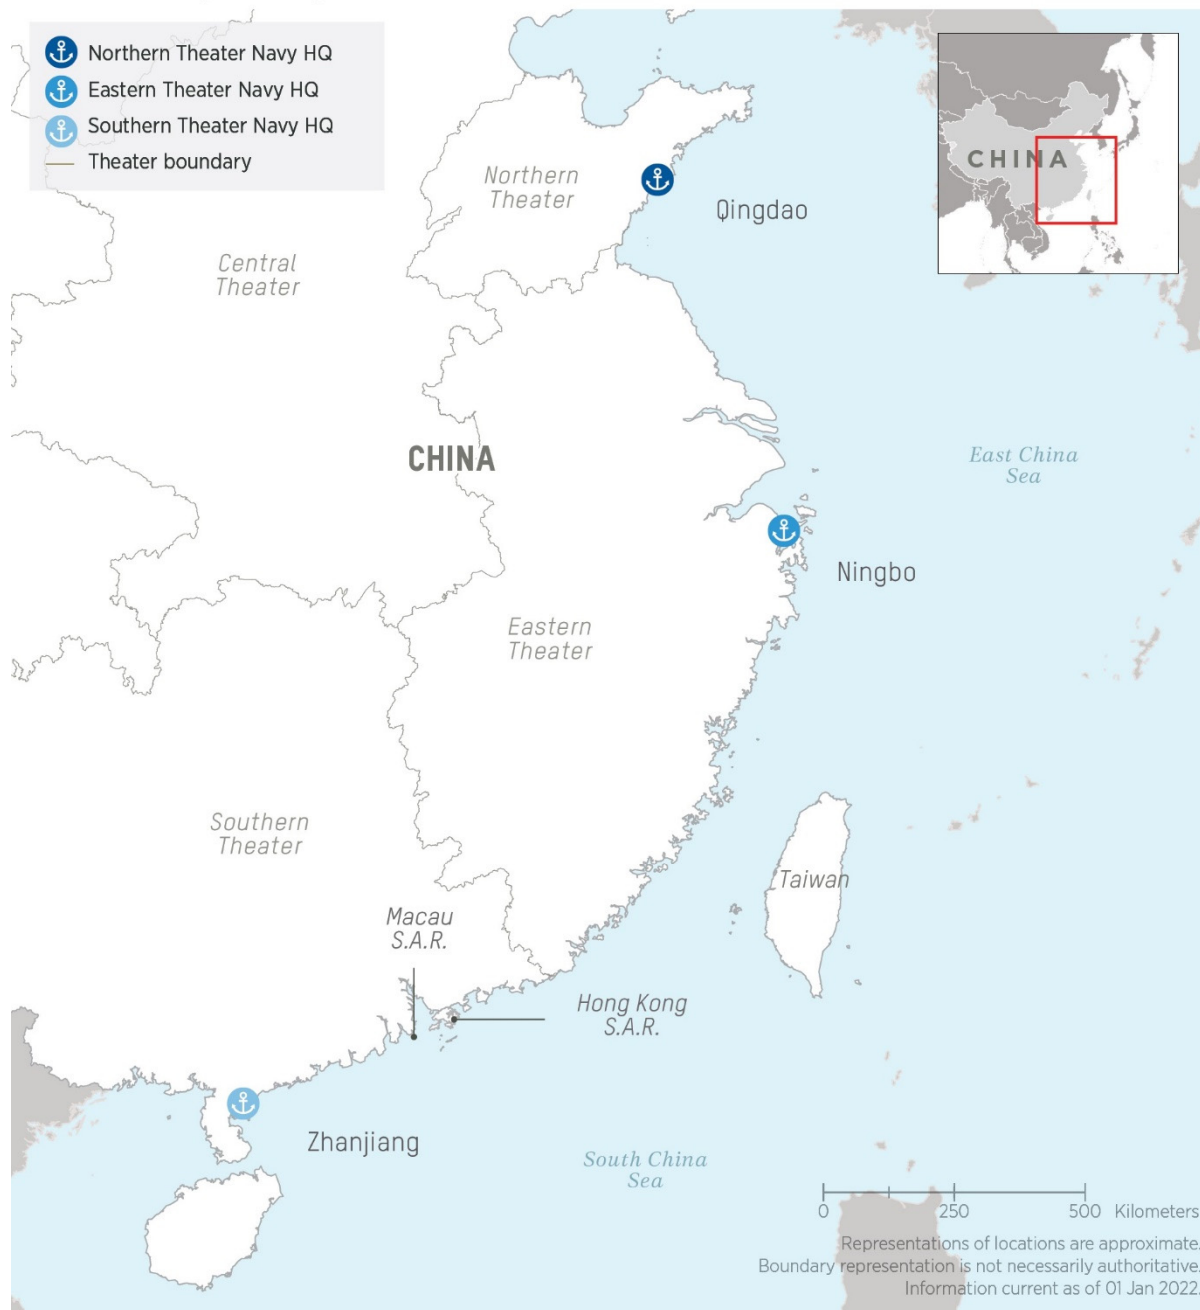 Northern Theater Navy HQ
Eastern Theater Navy HQ
Southern Theater Navy HQ
Theater boundary
CHINA
Northern
Theater
Qingdao
Central
Theater
CHINA
East China
Sea
Ningbo
Eastern
Theater
Southern
Theater
Taiwan
Macau
S.A.R.
Hong Kong
S.A.R.
Zhanjiang
South China
Sea
0 250 500 Kilometers
Representations of locations are approximate.
Boundary representation is not necessarily authoritative.
Information current as of 01 Jan 2022